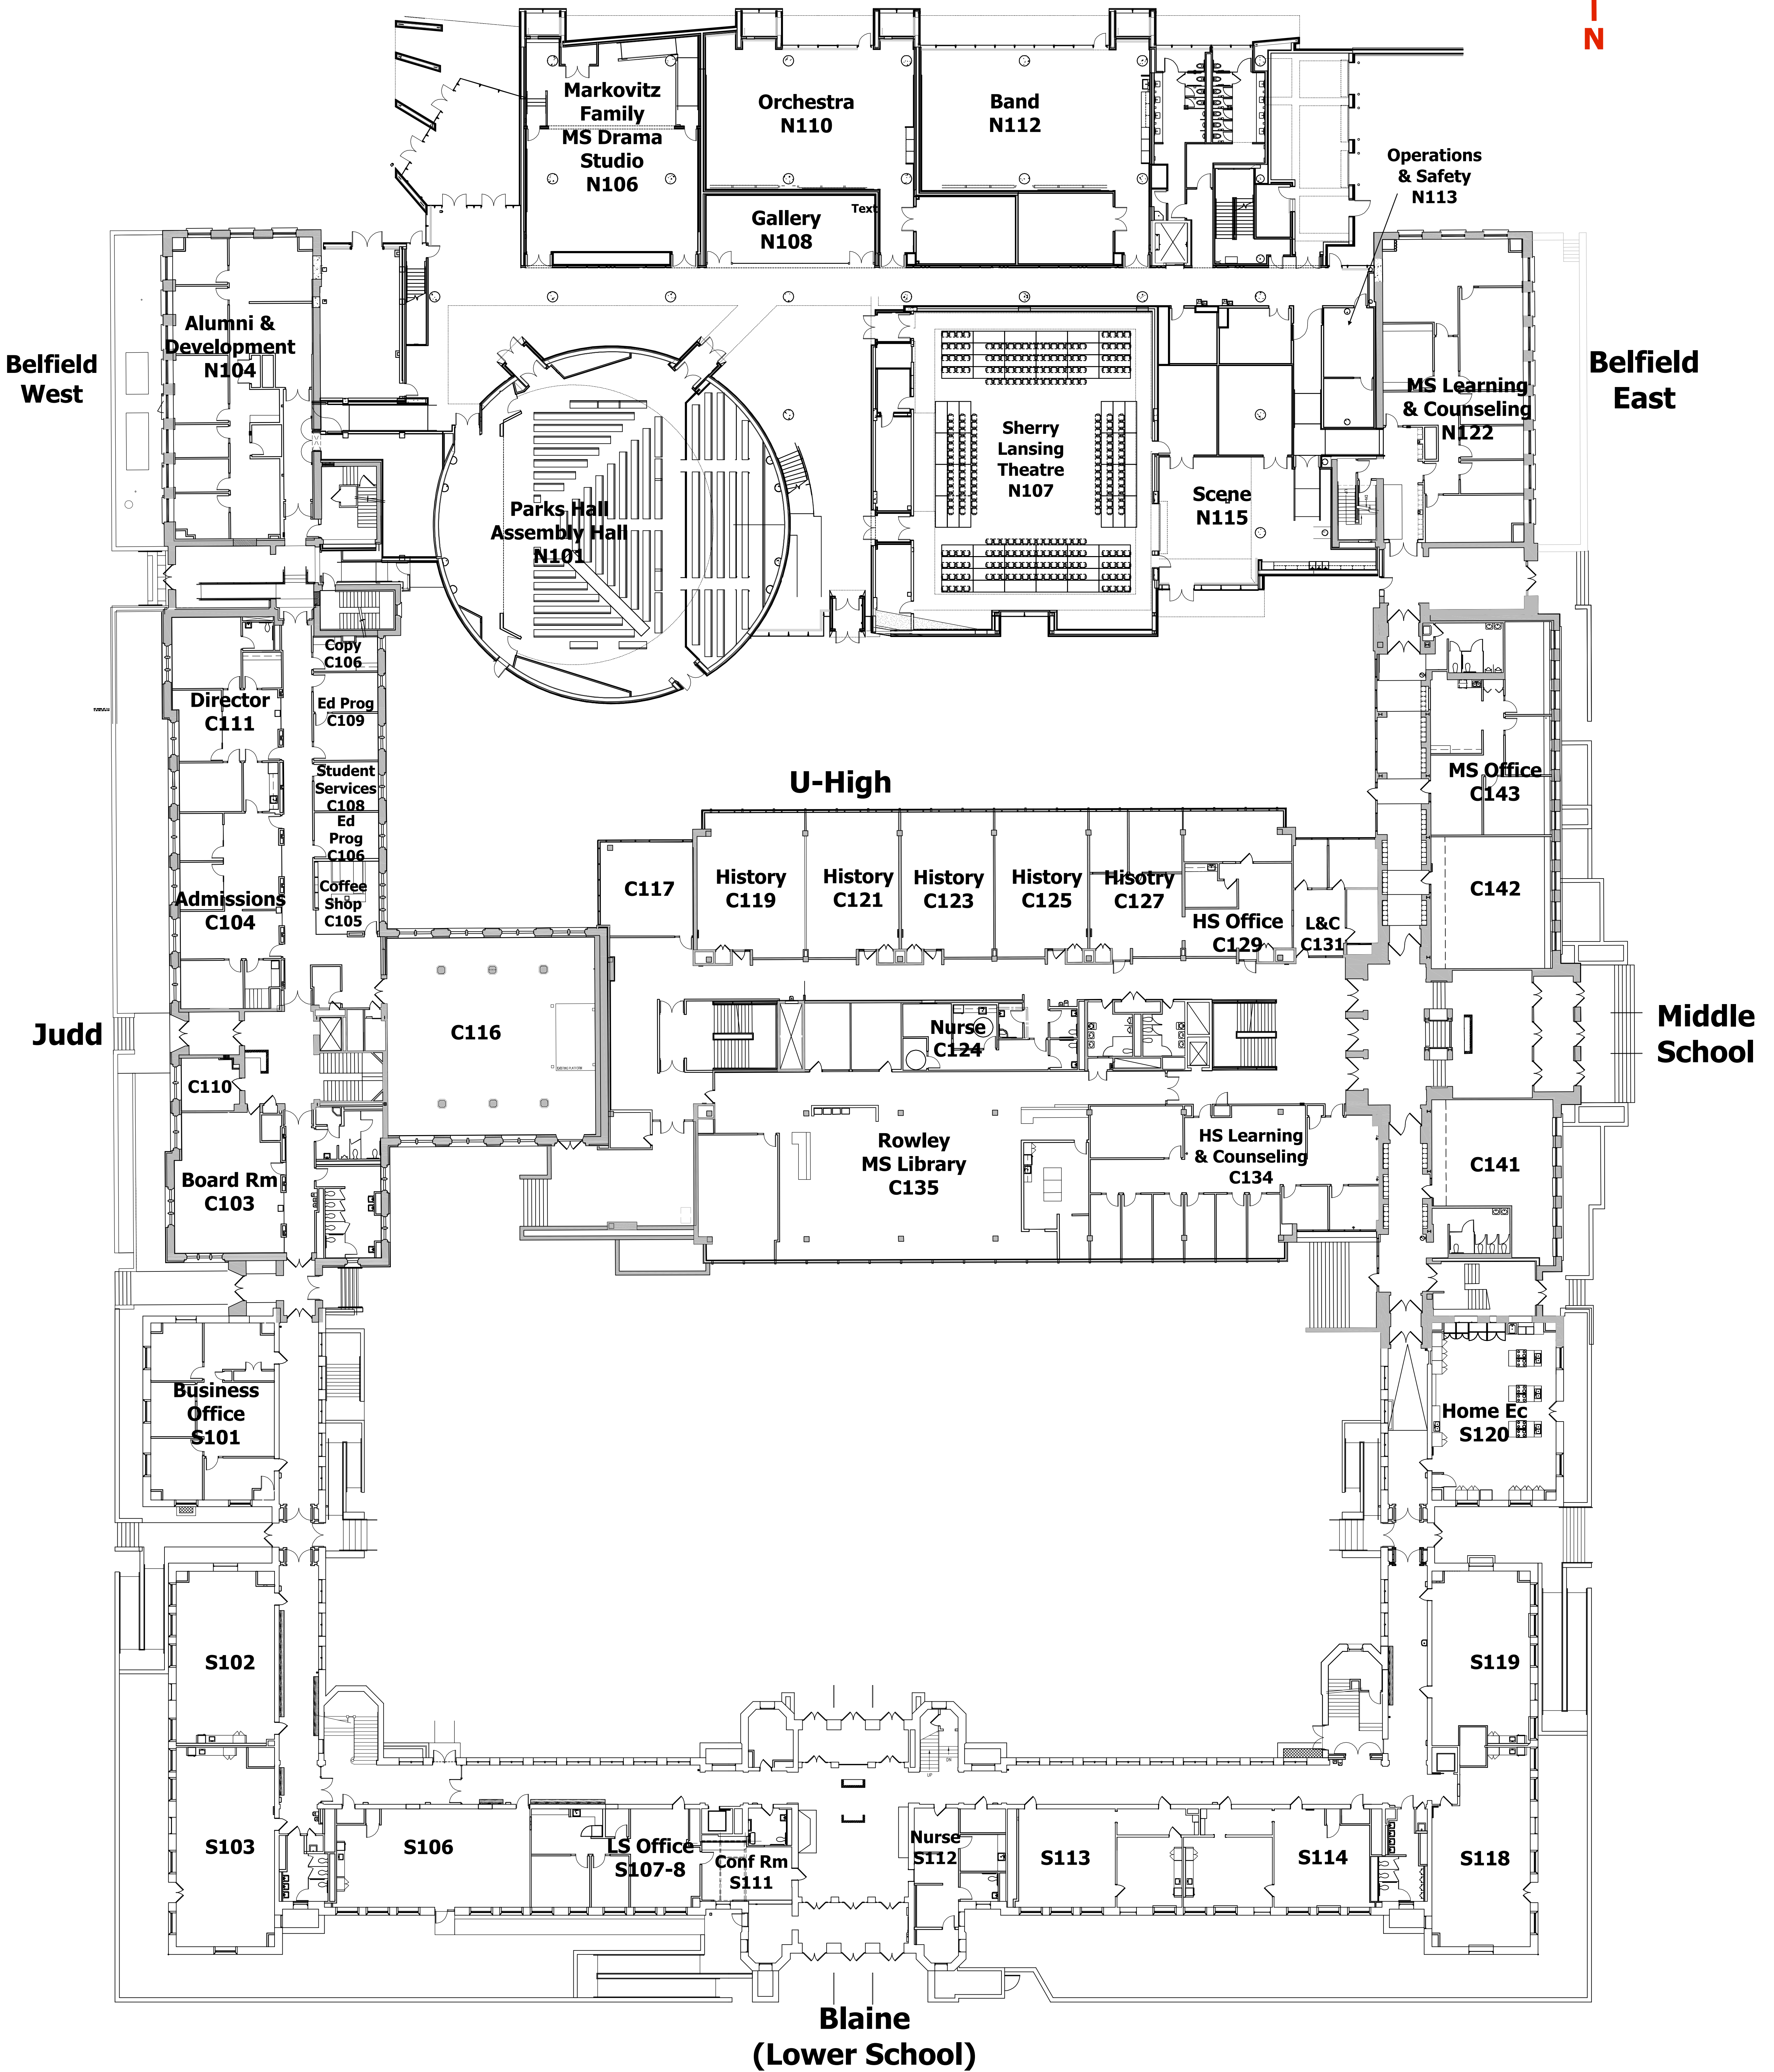 N
Markovitz
Family
MS Drama
Studio
N106
Orchestra
N110
Band
N112
Operations
& Safety
N113
Gallery
N108
Text
Alumni &
Development
N104
Belfield
West
Belfield
East
MS Learning
& Counseling
N122
Sherry
Lansing
Theatre
N107
Scene
N115
Parks Hall
Assembly Hall
N101
Copy
C106
Director
C111
Ed Prog
C109
Student
Services
C108
Ed
Prog
C106
Coffee
Shop
C105
Admissions
C104
U-High
MS Office
C143
C117
History
C119
History
C121
History
C123
History
C125
Hisotry
C127
HS Office
C129
L&C
C131
C142
Judd
C116
Nurse
C124
Middle
School
C110
Board Rm
C103
Rowley
MS Library
C135
HS Learning
& Counseling
C134
C141
Business
Office
S101
Home Ec
S120
S102
S119
UP
DN
S103
S106
LS Office
S107-8
Conf Rm
S111
Nurse
S112
S113
S114
S118
Blaine
(Lower School)